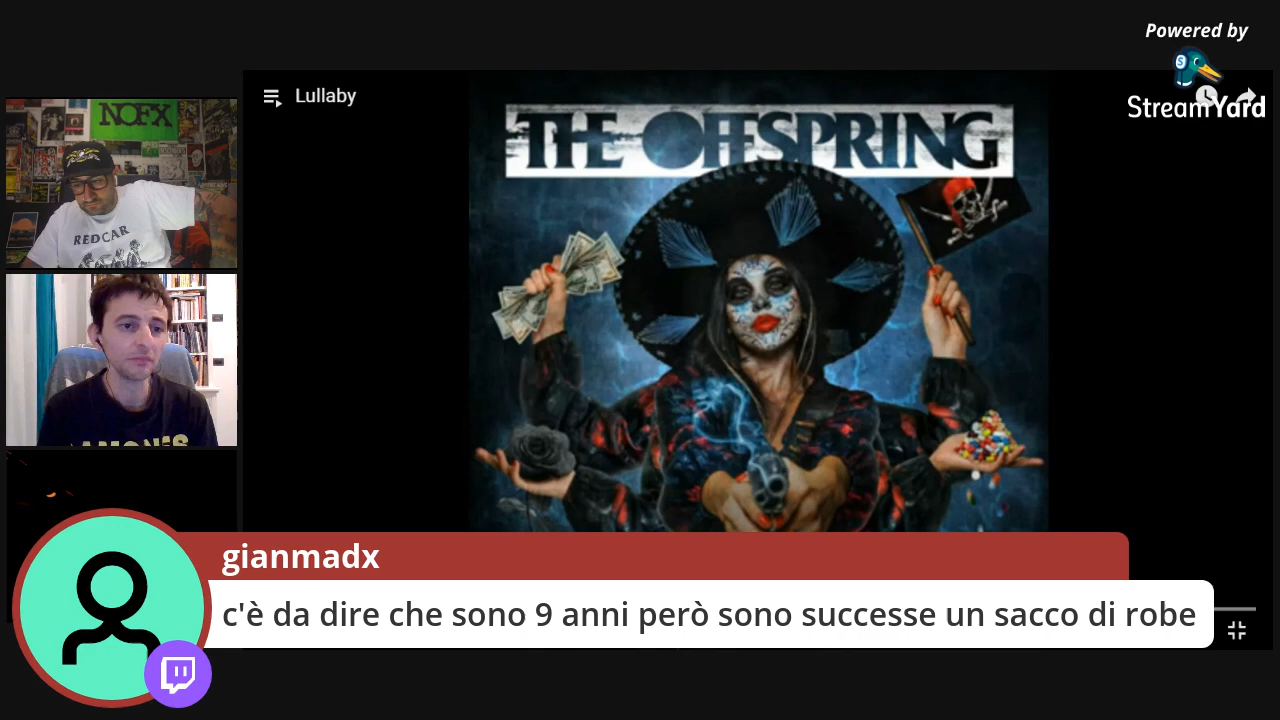 Powered by
StreamYard
Lullaby
THE OFFSPRING
NOFX
REDCAR
RAMONES
gianmadx
c'è da dire che sono 9 anni però sono successe un sacco di robe